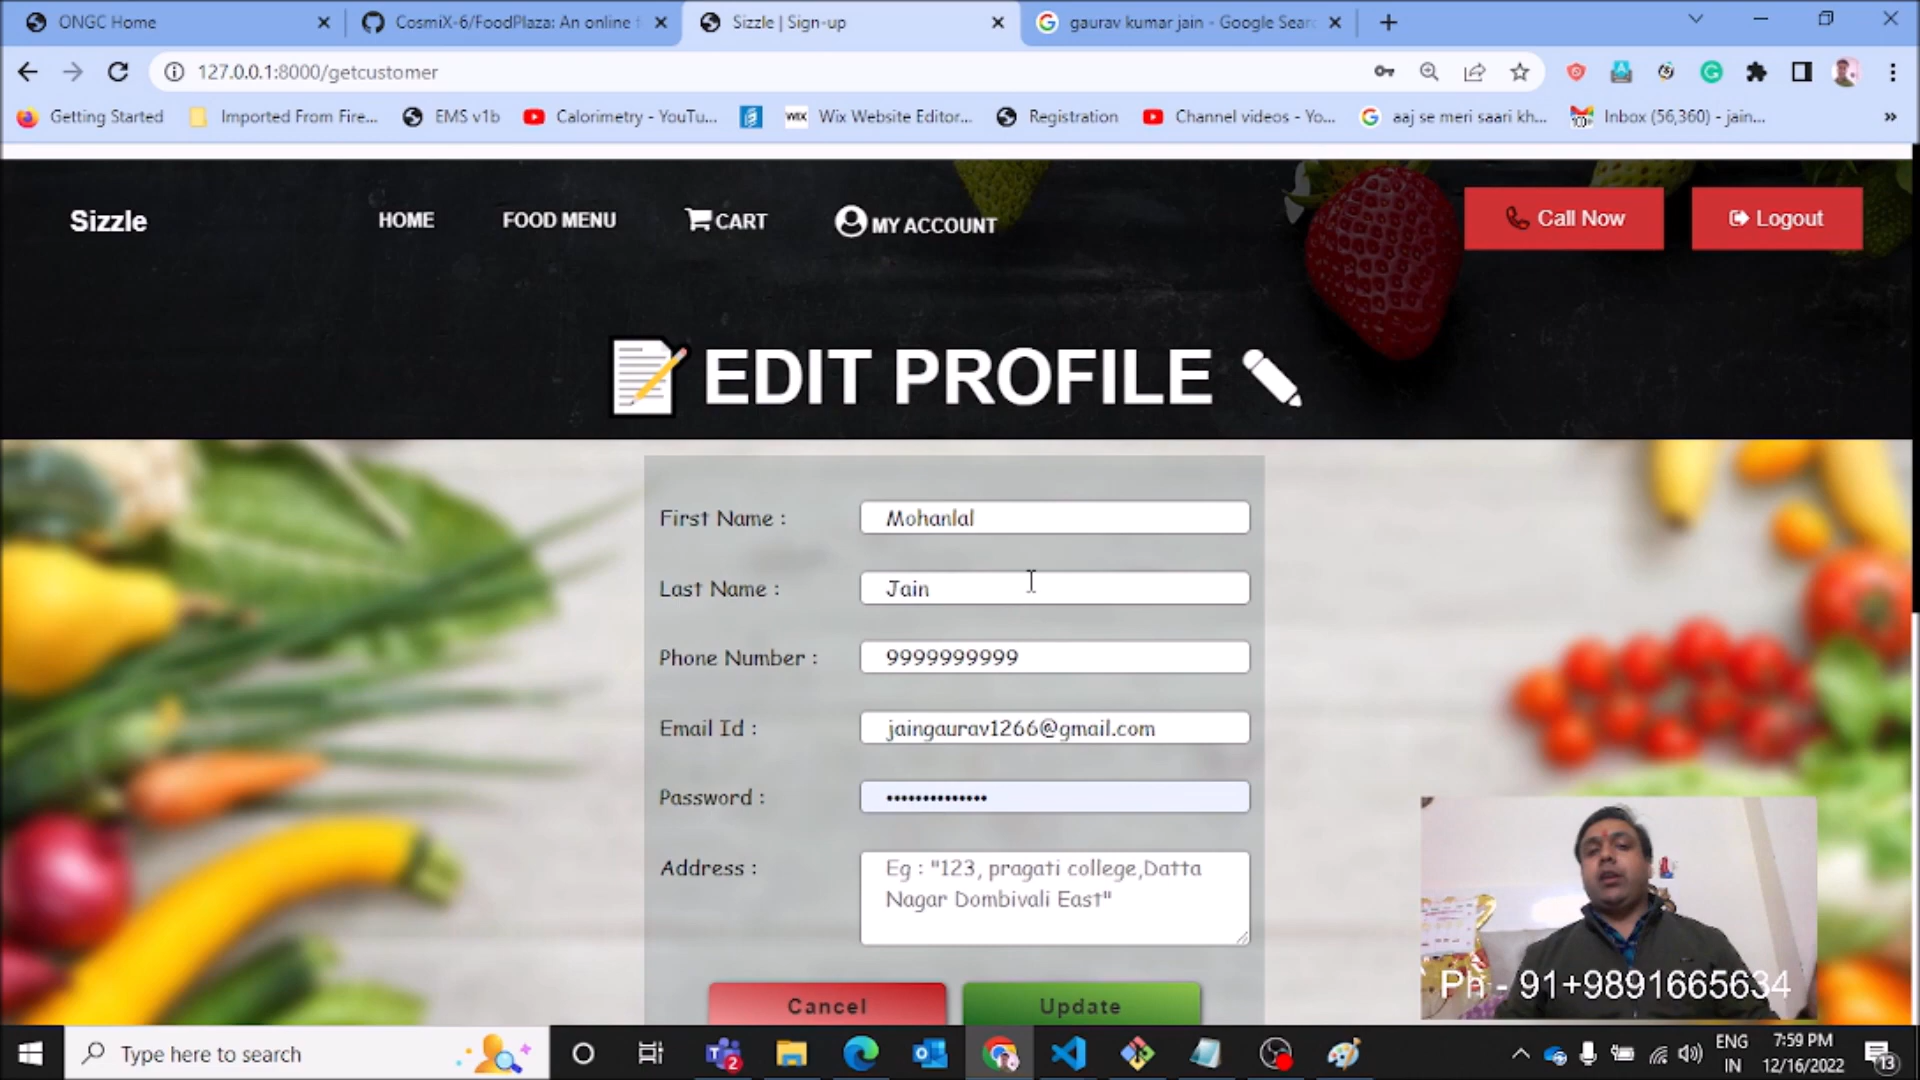 ONGC Home
CosmiX-6/FoodPlaza: An online f
Sizzle | Sign-up
gaurav kumar jain - Google Sear
127.0.0.1:8000/getcustomer
Getting Started
Imported From Fire...
EMS v1b
Calorimetry - YouTu...
WIX Wix Website Editor...
Registration
Channel videos - Yo...
aaj se meri saari kh...
Inbox (56,360) - jain...
»
Sizzle
HOME
FOOD MENU
CART
MY ACCOUNT
Call Now
Logout
EDIT PROFILE
First Name : Mohanlal
Last Name : Jain
Phone Number : 9999999999
Email Id : jaingaurav1266@gmail.com
Password : ••••••••••••••
Address : Eg : "123, pragati college,Datta
Nagar Dombivali East"
Cancel
Update
Ph - 91+9891665634
Type here to search
2
ENG
IN
7:59 PM
12/16/2022
13